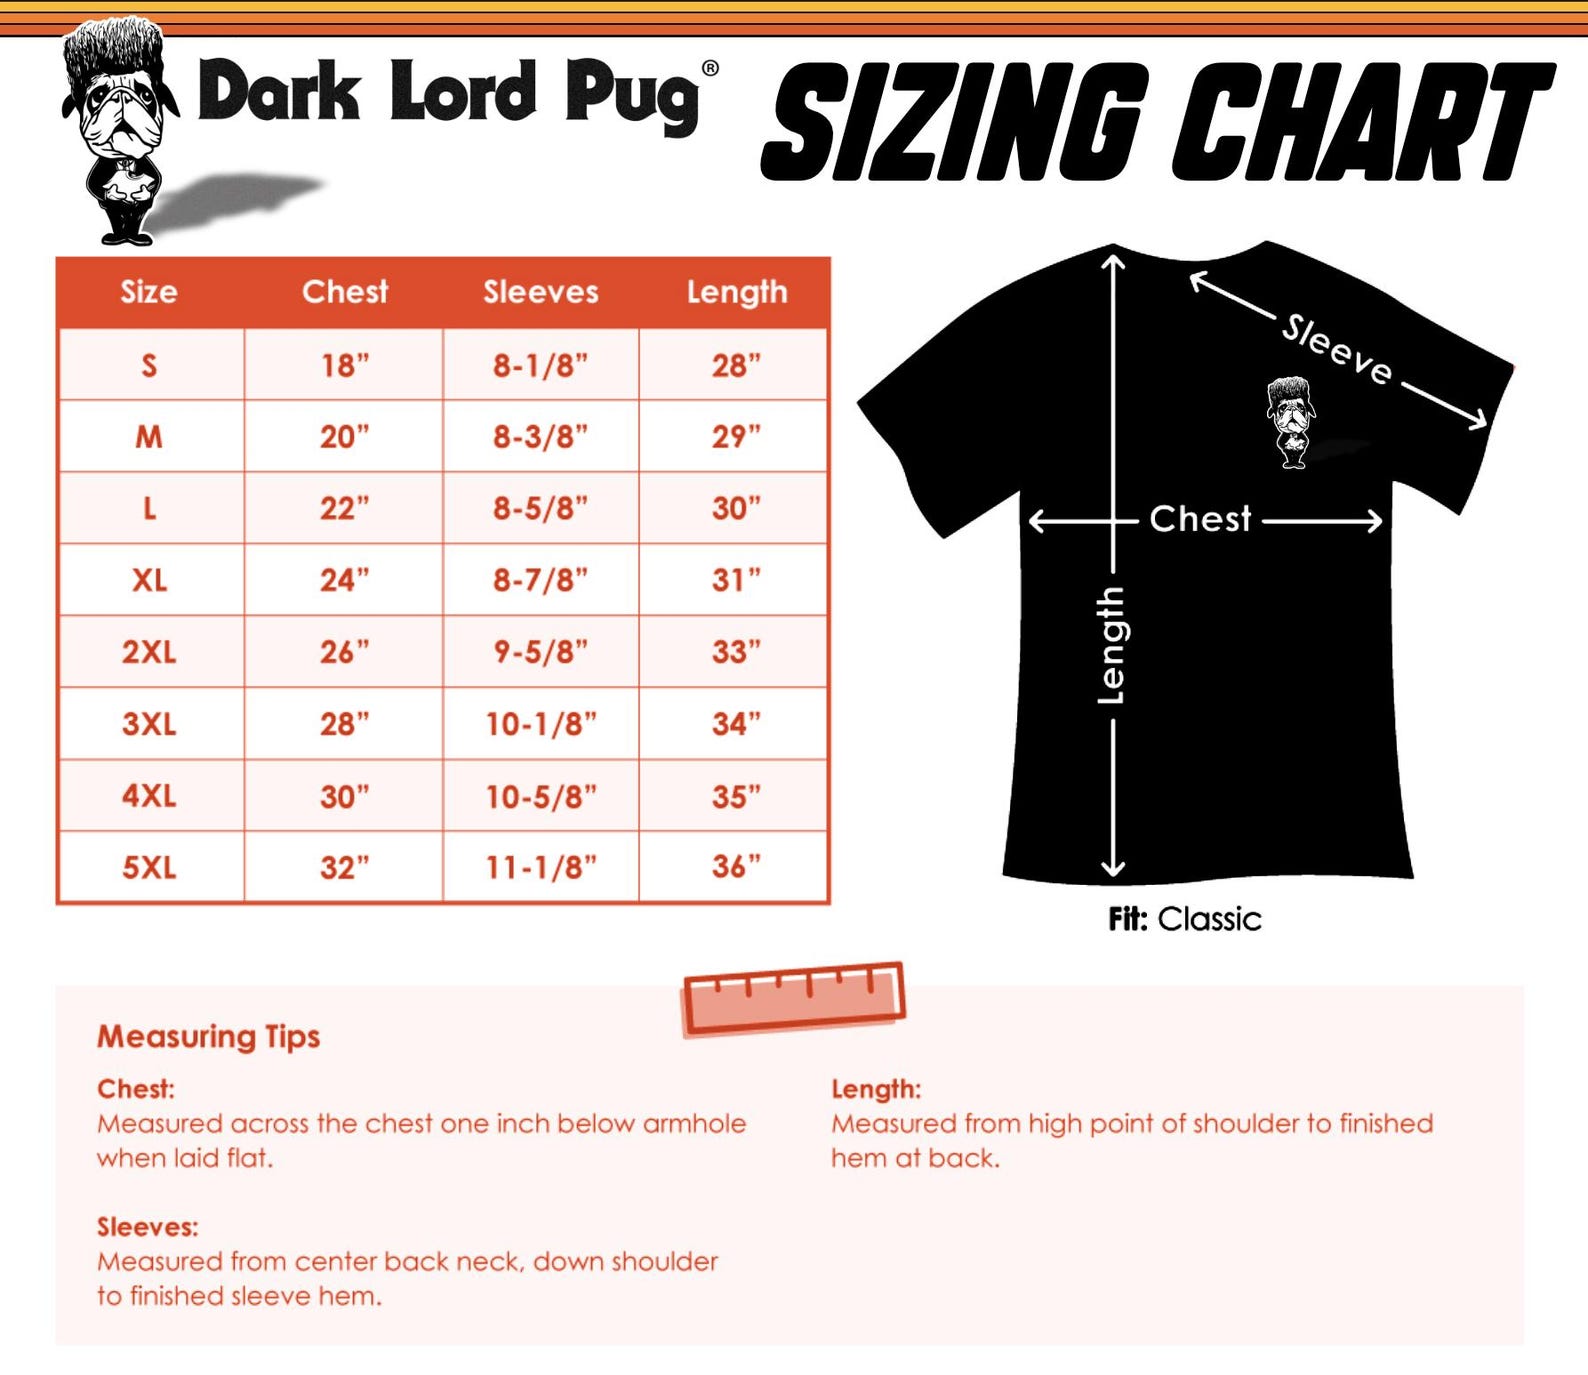 Dark Lord Pug®
SIZING CHART
Size Chest Sleeves Length
S 18” 8-1/8” 28”
M 20” 8-3/8” 29”
L 22” 8-5/8” 30”
XL 24” 8-7/8” 31”
2XL 26” 9-5/8” 33”
3XL 28” 10-1/8” 34”
4XL 30” 10-5/8” 35”
5XL 32” 11-1/8” 36”
Sleeve
Chest
Length
Fit: Classic
Measuring Tips
Chest:
Measured across the chest one inch below armhole
when laid flat.
Sleeves:
Measured from center back neck, down shoulder
to finished sleeve hem.
Length:
Measured from high point of shoulder to finished
hem at back.